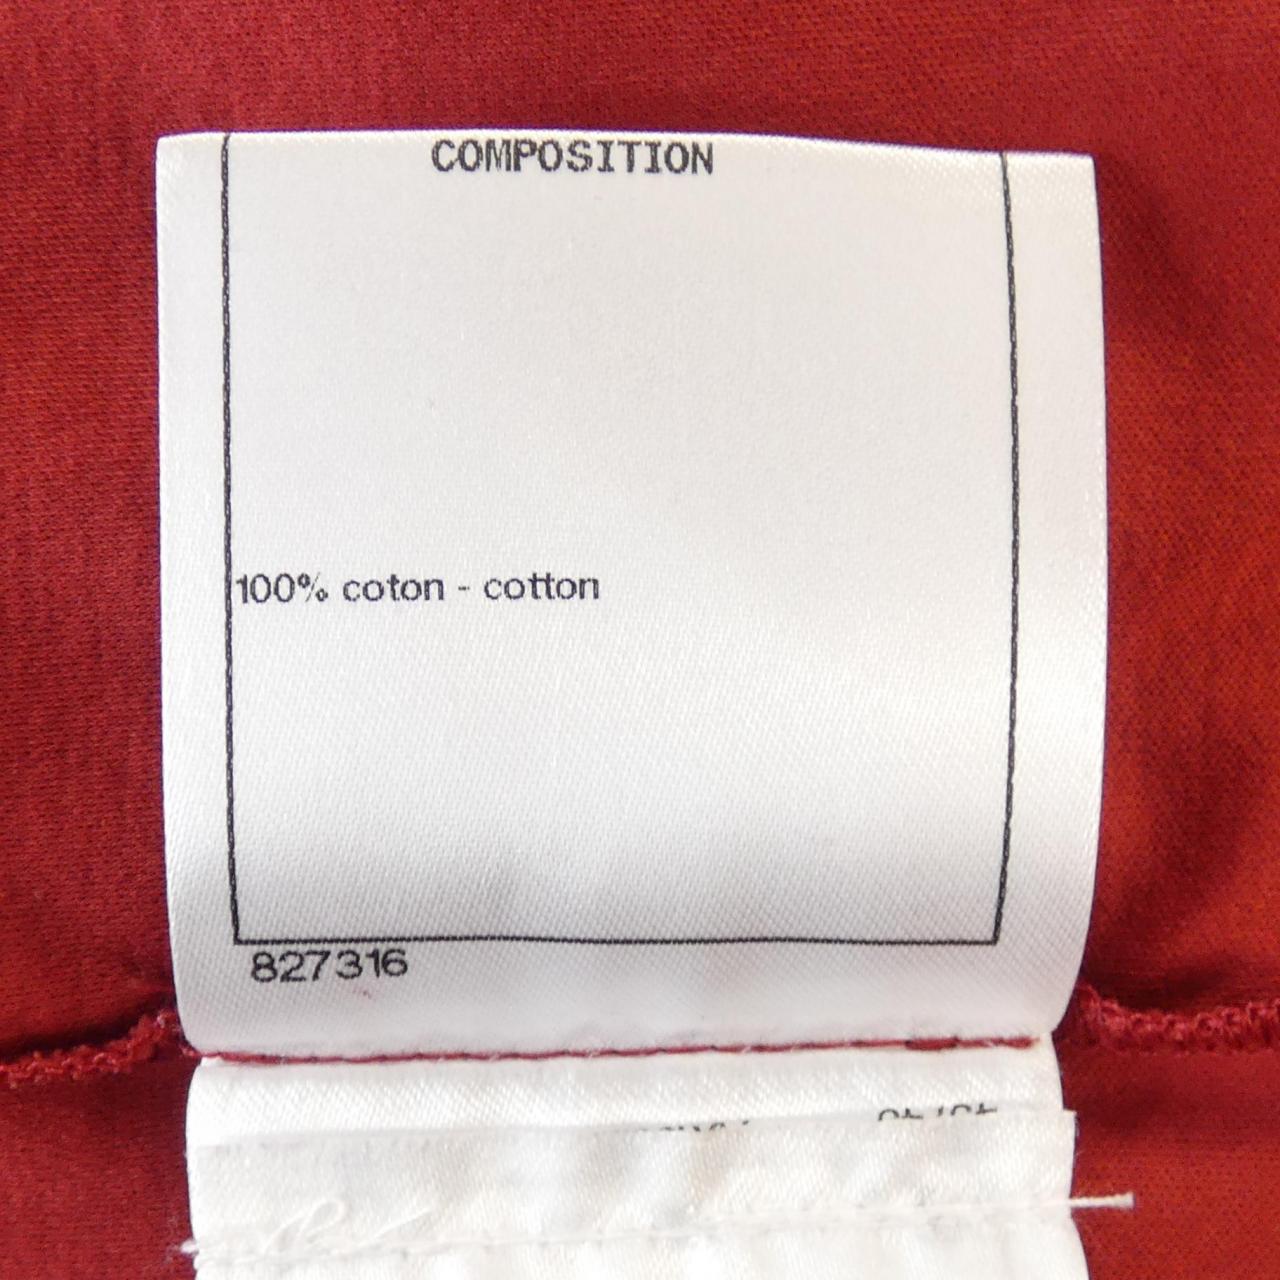 COMPOSITION
100% coton - cotton
827316